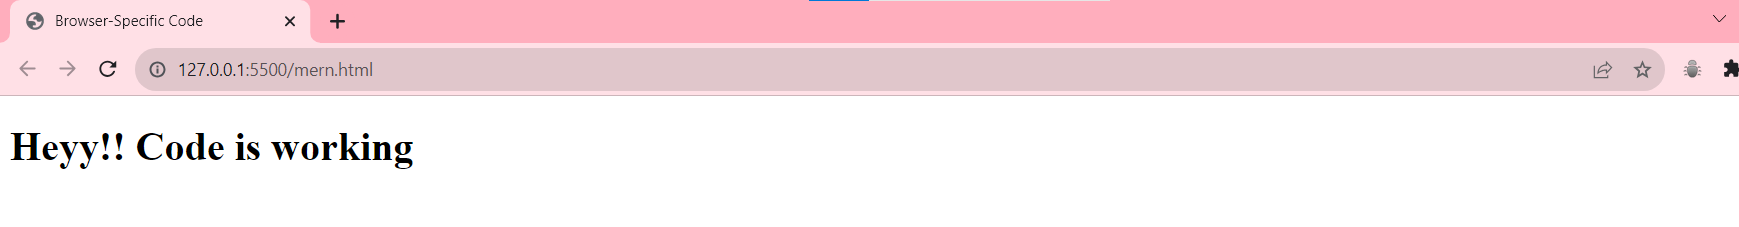 Browser-Specific Code
127.0.0.1:5500/mern.html
Heyy!! Code is working